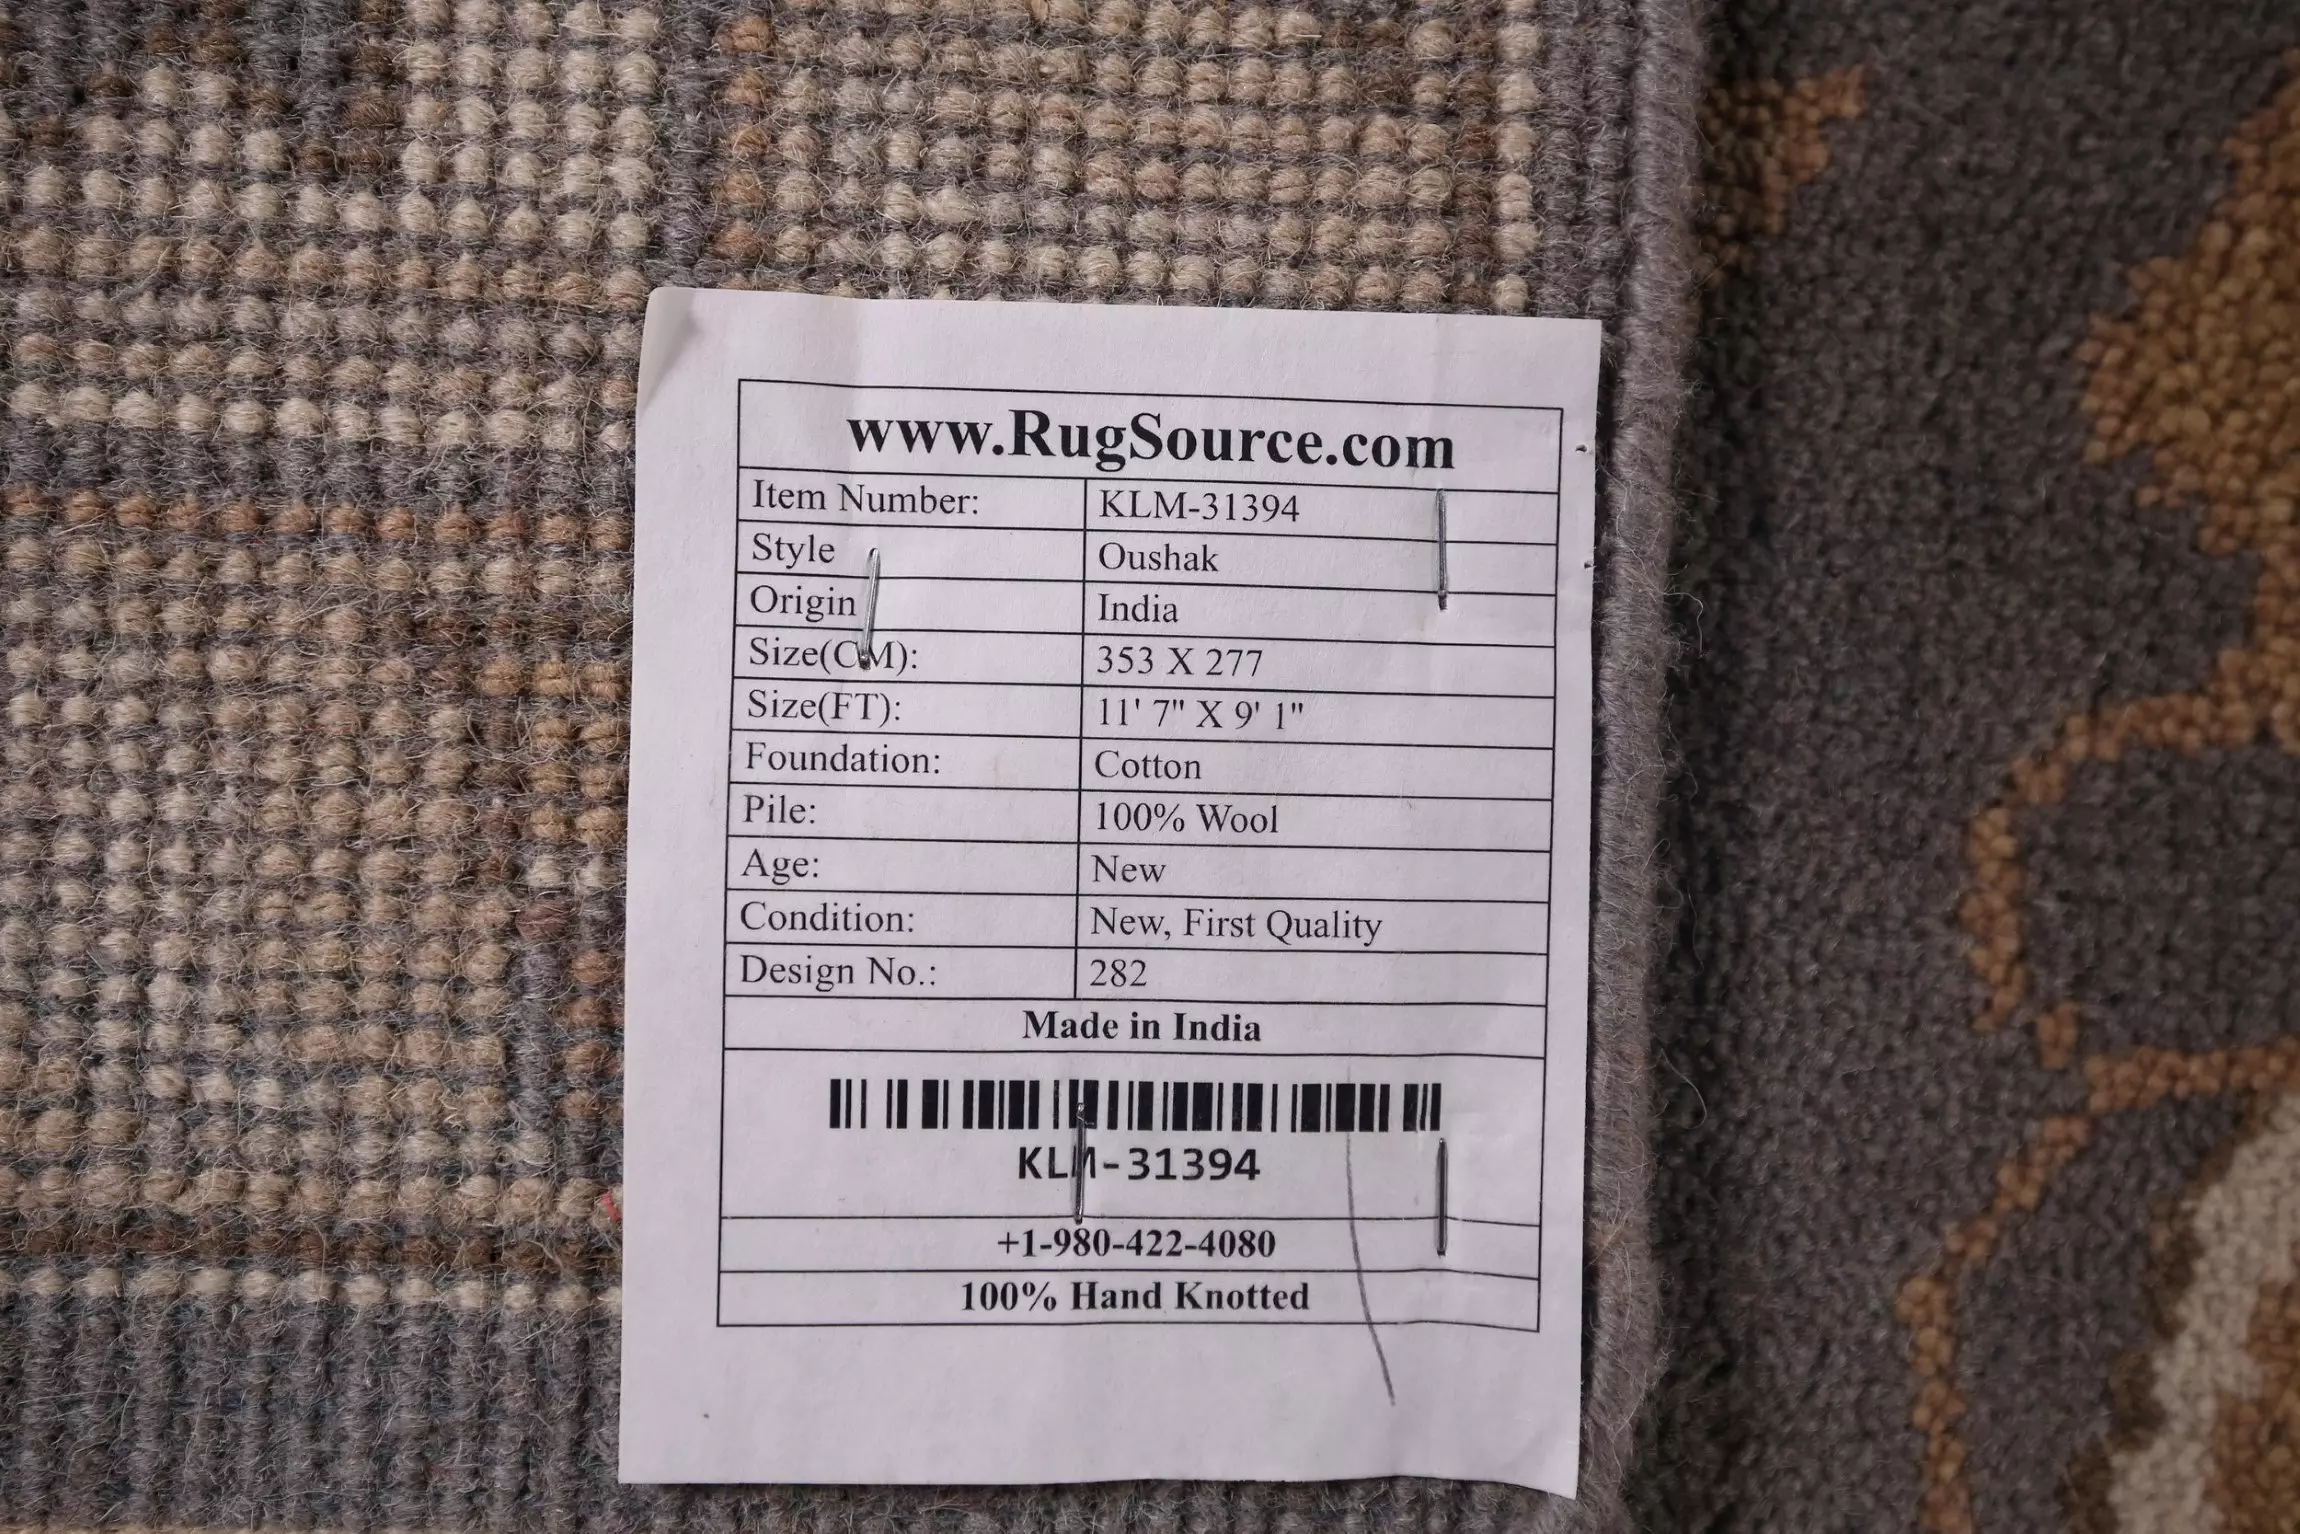 www.RugSource.com
Item Number: KLM-31394
Style Oushak
Origin India
Size(CM): 353 X 277
Size(FT): 11' 7" X 9' 1"
Foundation: Cotton
Pile: 100% Wool
Age: New
Condition: New, First Quality
Design No.: 282
Made in India
KLM-31394
+1-980-422-4080
100% Hand Knotted